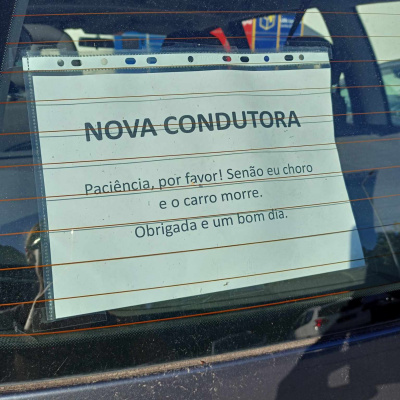 NOVA CONDUTORA
Paciência, por favor! Senão eu choro
e o carro morre.
Obrigada e um bom dia.